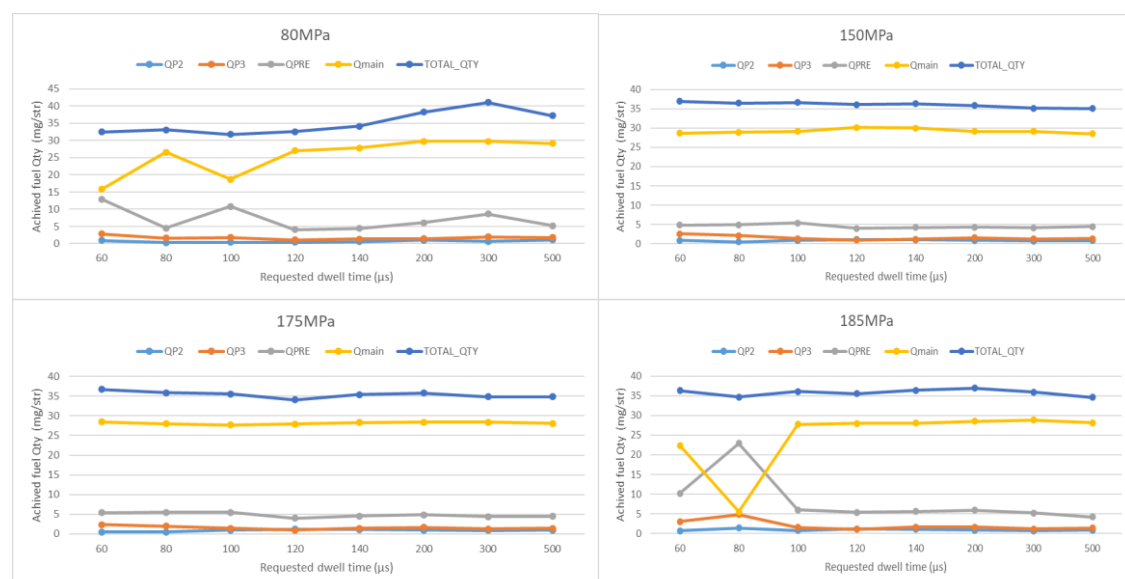 80MPa
QP2 QP3 QPRE Qmain TOTAL_QTY
Achived fuel Qty (mg/str)
45
40
35
30
25
20
15
10
5
0
60 80 100 120 140 200 300 500
Requested dwell time (µs)
150MPa
QP2 QP3 QPRE Qmain TOTAL_QTY
Achived fuel Qty (mg/str)
40
35
30
25
20
15
10
5
0
60 80 100 120 140 200 300 500
Requested dwell time (µs)
175MPa
QP2 QP3 QPRE Qmain TOTAL_QTY
Achived fuel Qty (mg/str)
40
35
30
25
20
15
10
5
0
60 80 100 120 140 200 300 500
Requested dwell time (µs)
185MPa
QP2 QP3 QPRE Qmain TOTAL_QTY
Achived fuel Qty (mg/str)
40
35
30
25
20
15
10
5
0
60 80 100 120 140 200 300 500
Requested dwell time (µs)